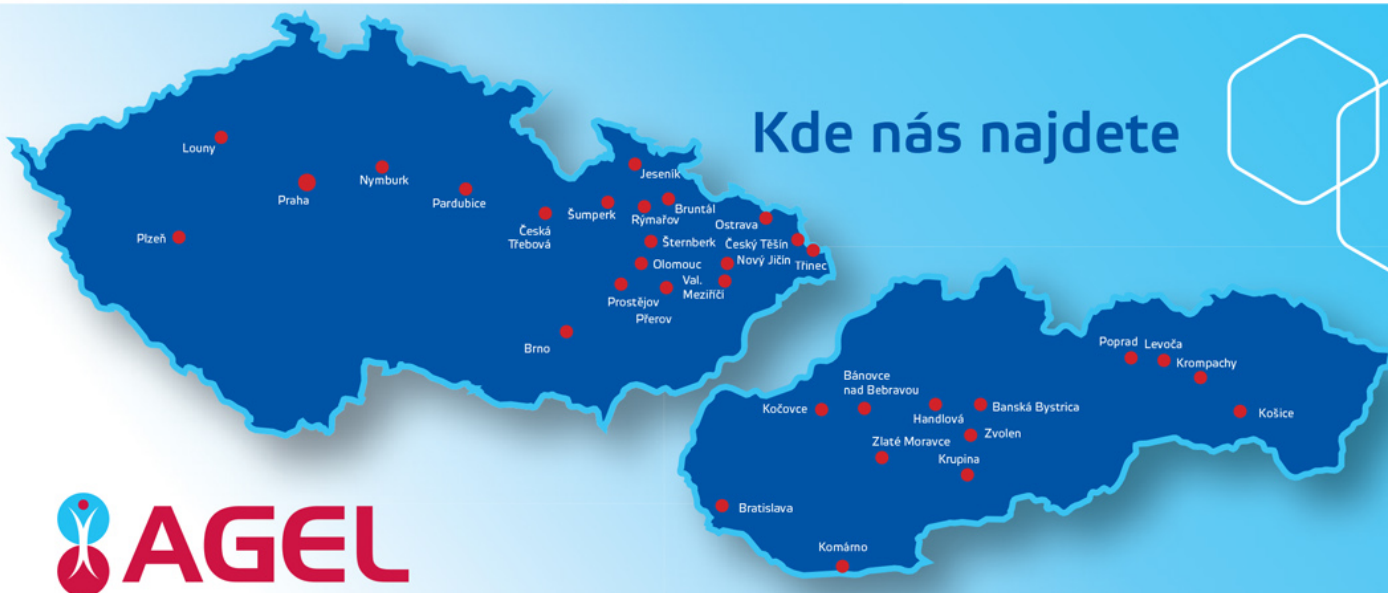 Kde nás najdete
Louny
Praha
Nymburk
Pardubice
Plzeň
Česká
Třebová
Jeseník
Šumperk
Rýmařov
Bruntál
Ostrava
Šternberk
Český Těšín
Nový Jičín
Třinec
Olomouc
Val.
Meziříčí
Prostějov
Přerov
Brno
Poprad
Levoča
Krompachy
Bánovce
nad Bebravou
Kočovce
Handlová
Banská Bystrica
Košice
Zlaté Moravce
Zvolen
Krupina
Bratislava
Komárno
AGEL